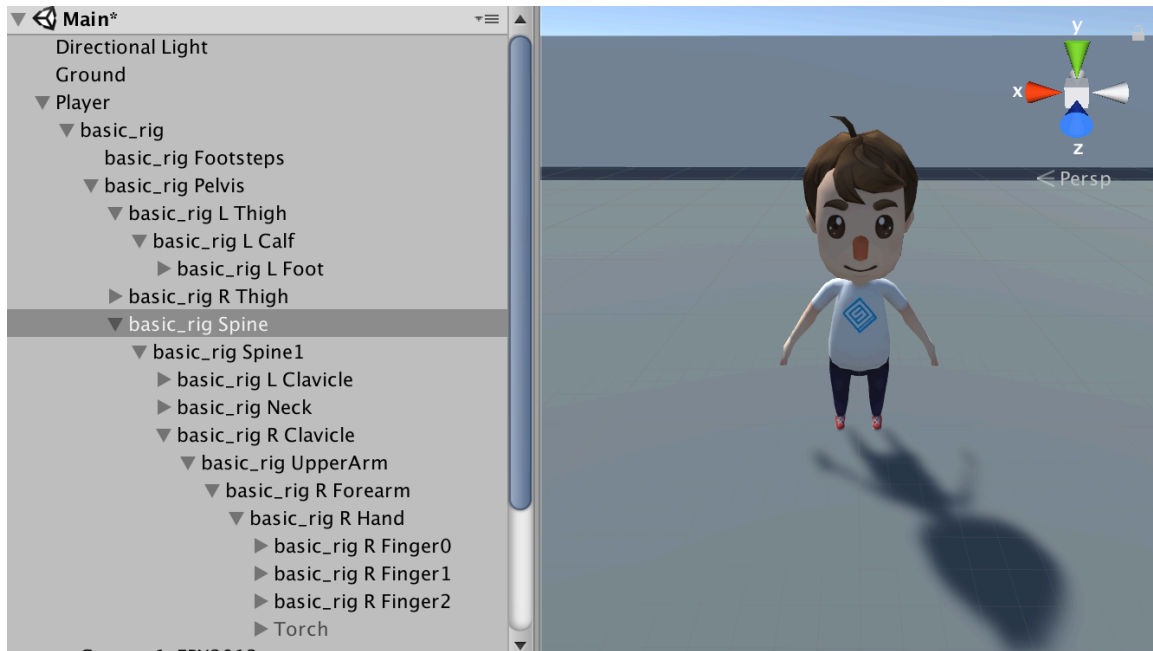 Main*
Directional Light
Ground
Player
basic_rig
basic_rig Footsteps
basic_rig Pelvis
basic_rig L Thigh
basic_rig L Calf
basic_rig L Foot
basic_rig R Thigh
basic_rig Spine
basic_rig Spine1
basic_rig L Clavicle
basic_rig Neck
basic_rig R Clavicle
basic_rig UpperArm
basic_rig R Forearm
basic_rig R Hand
basic_rig R Finger0
basic_rig R Finger1
basic_rig R Finger2
Torch
y
x
z
Persp